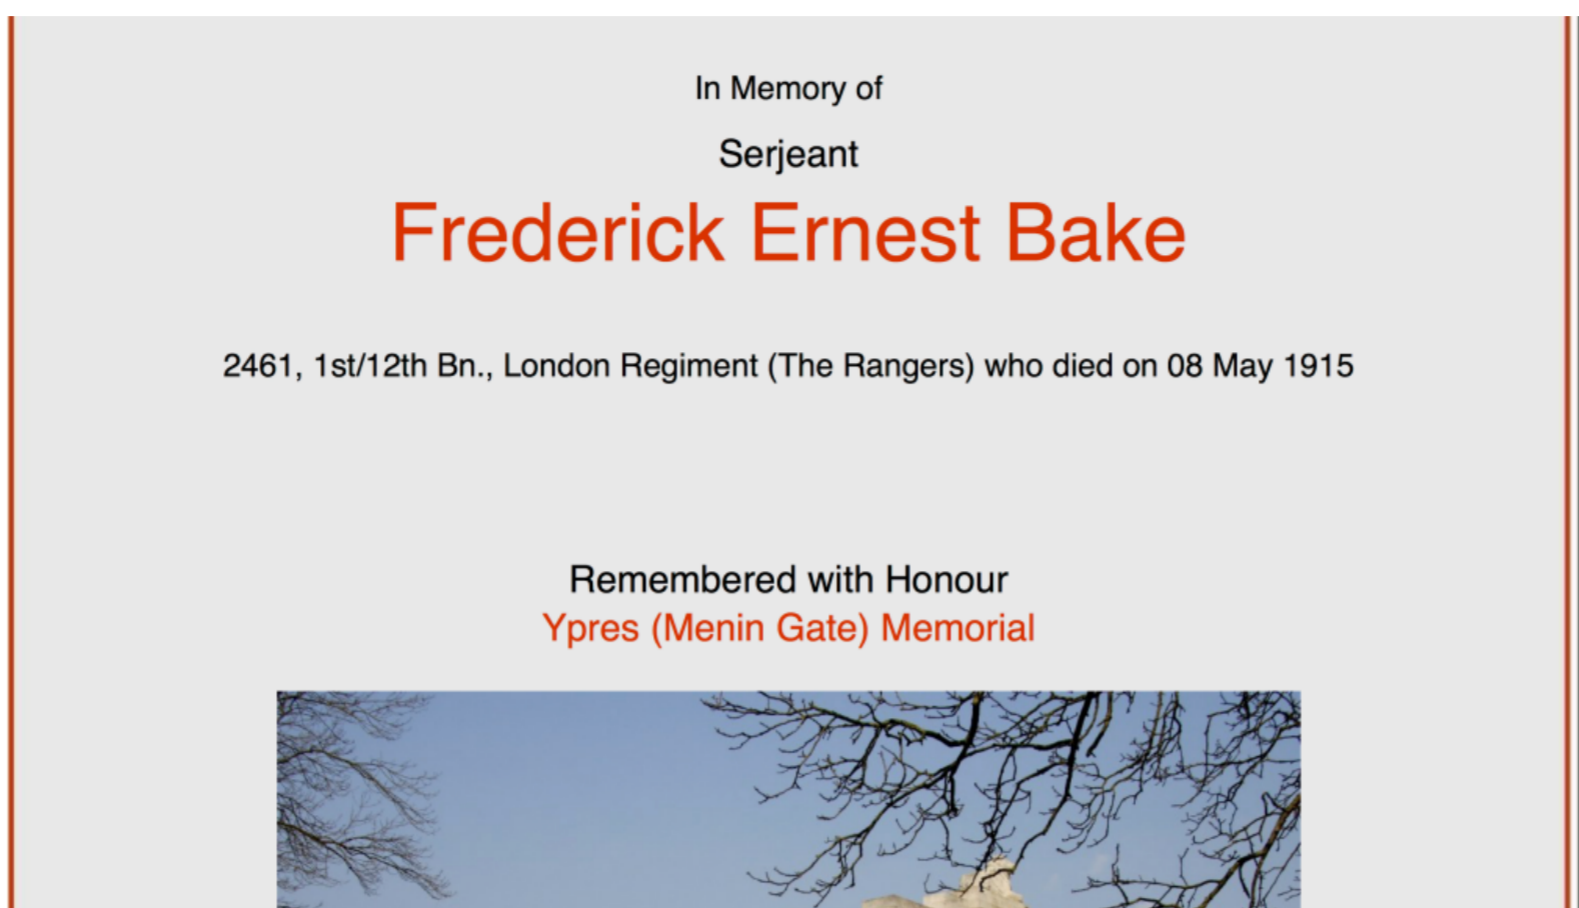 In Memory of
Serjeant
Frederick Ernest Bake
2461, 1st/12th Bn., London Regiment (The Rangers) who died on 08 May 1915
Remembered with Honour
Ypres (Menin Gate) Memorial